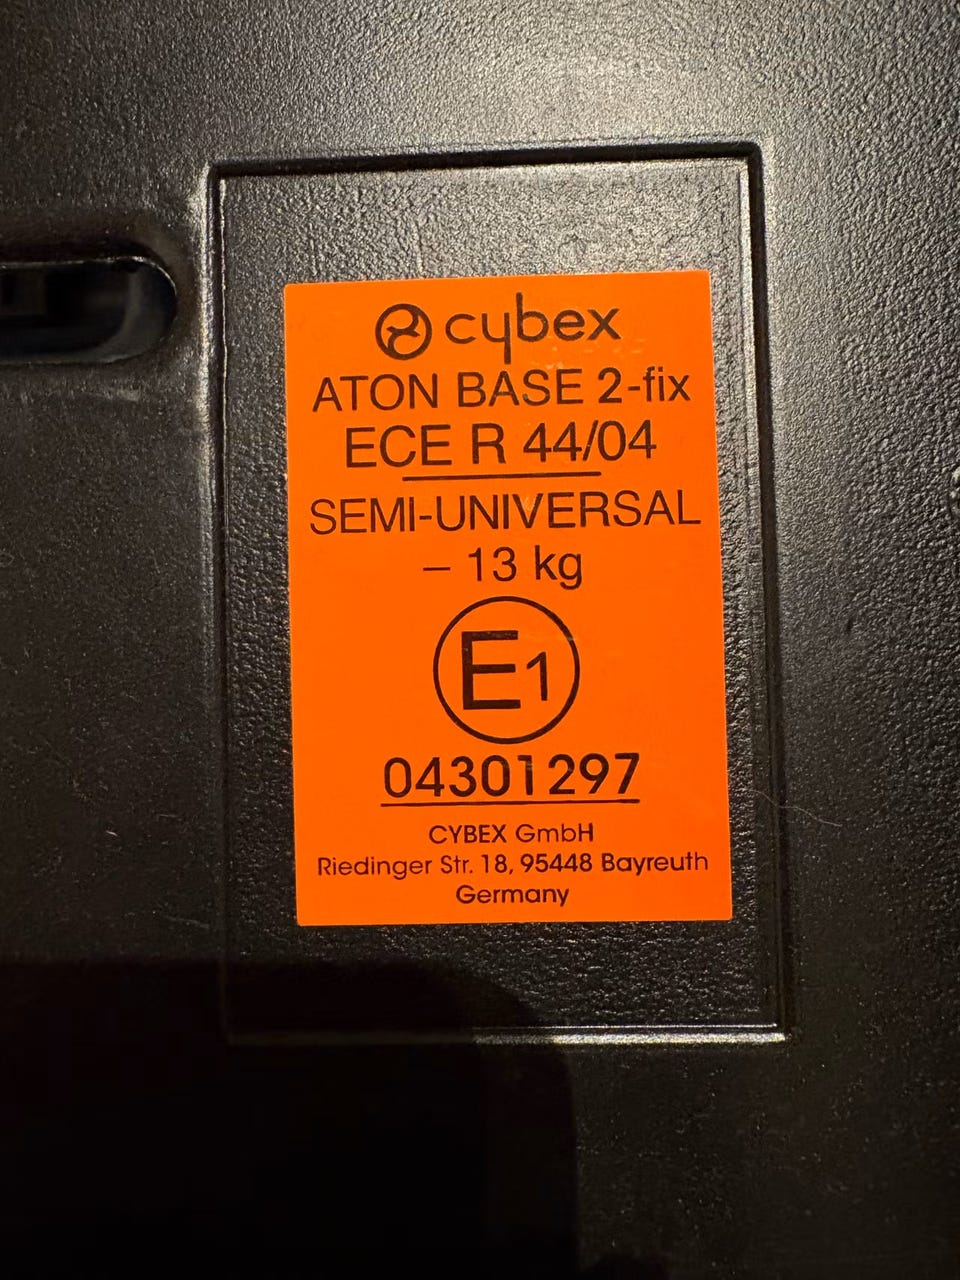 cybex
ATON BASE 2-fix
ECE R 44/04
SEMI-UNIVERSAL
– 13 kg
E1
04301297
CYBEX GmbH
Riedinger Str. 18, 95448 Bayreuth
Germany